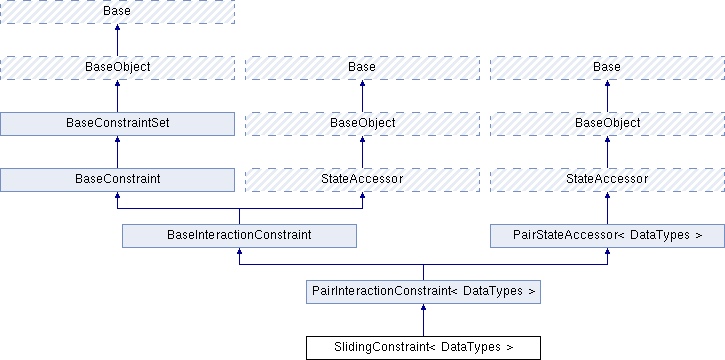 Base
BaseObject Base Base
BaseConstraintSet BaseObject BaseObject
BaseConstraint StateAccessor StateAccessor
BaseInteractionConstraint PairStateAccessor< DataTypes >
PairInteractionConstraint< DataTypes >
SlidingConstraint< DataTypes >